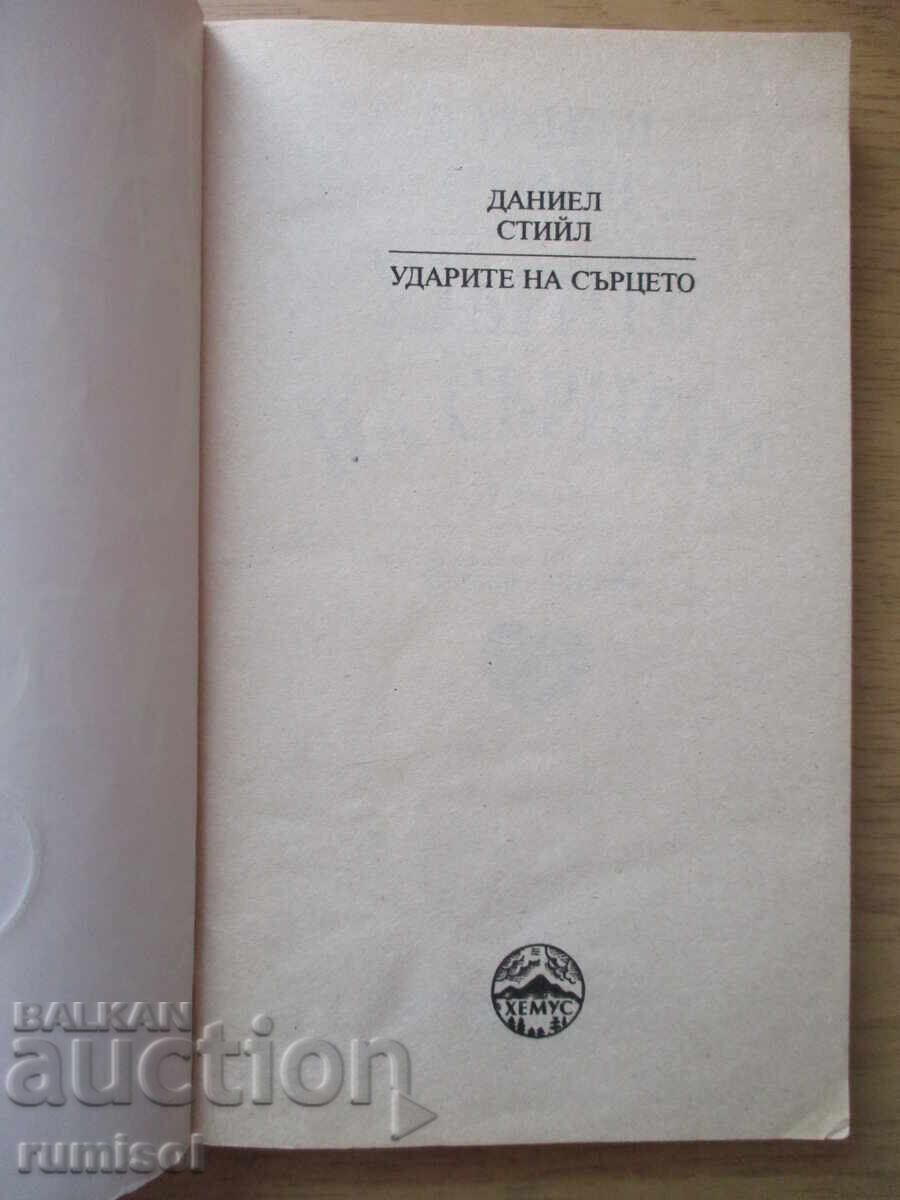 ДАНИЕЛ
СТИЙЛ
УДАРИТЕ НА СЪРЦЕТО
ХЕМУС
BALKAN
auction
rumisol